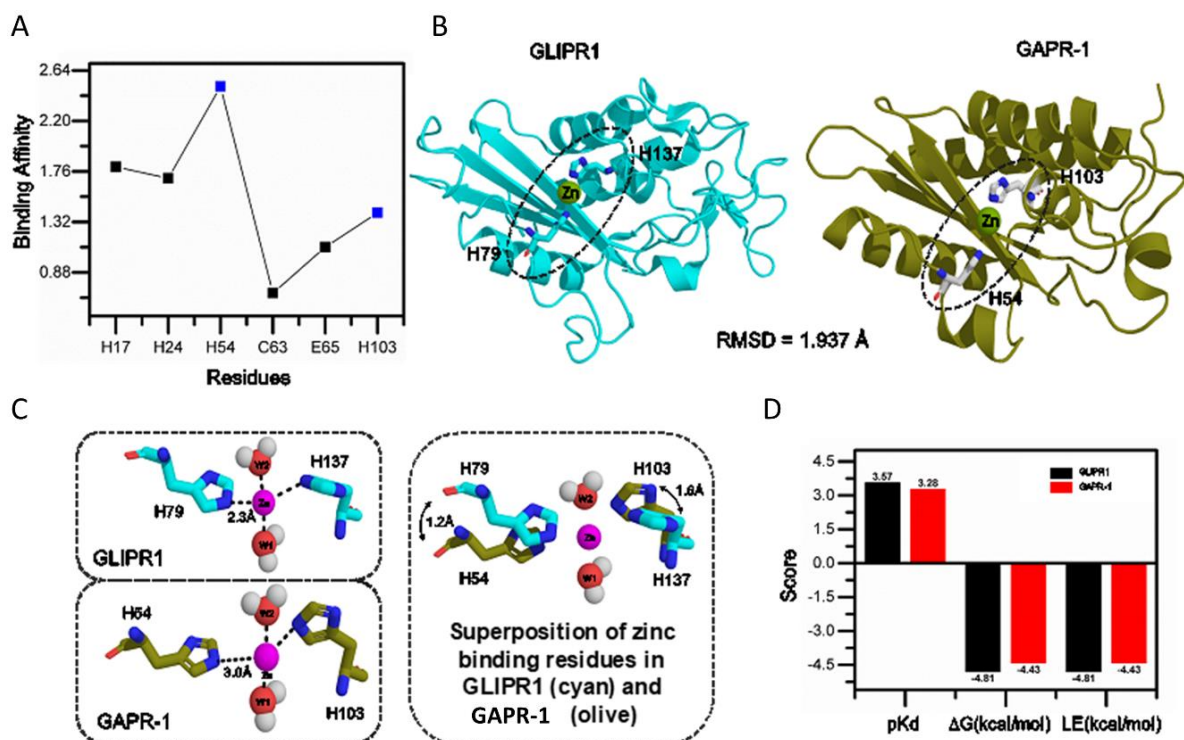 A
2.64
2.20
1.76
1.32
0.88
Binding Affinity
H17 H24 H54 C63 E65 H103
Residues
B
GLIPR1
GAPR-1
H137
Zn
H79
H103
Zn
H54
RMSD = 1.937 Å
C
W2
H137
Zn
H79
2.3Å
W1
GLIPR1
H54
W2
3.0Å
Zn
W1
H103
GAPR-1
H79
H103
W2
1.6Å
1.2Å
Zn
H54
W1
H137
Superposition of zinc
binding residues in
GLIPR1 (cyan) and
GAPR-1 (olive)
D
4.5
3.0
1.5
0.0
-1.5
-3.0
-4.5
Score
3.57
3.28
GLIPR1
GAPR-1
-4.81
-4.43
-4.81
-4.43
pKd ΔG(kcal/mol) LE(kcal/mol)